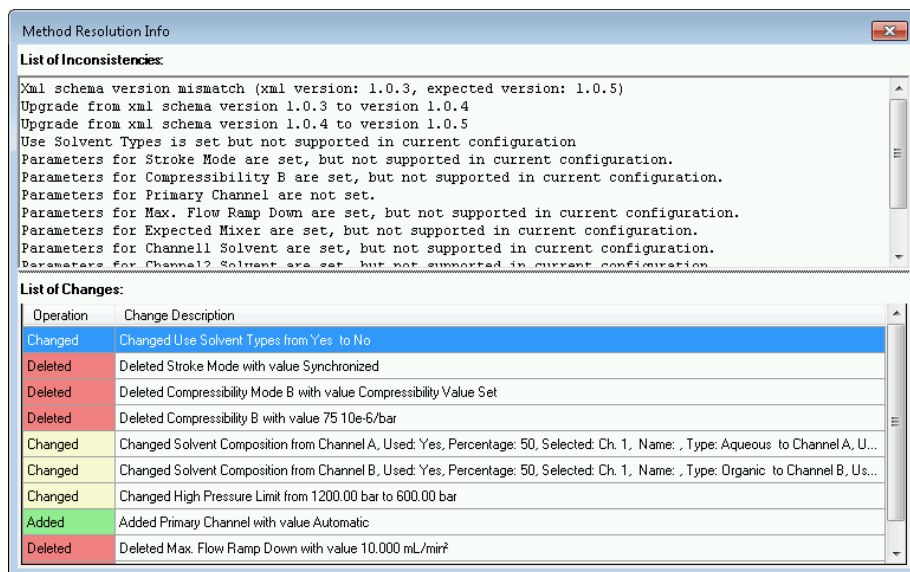 Method Resolution Info
List of Inconsistencies:
Xml schema version mismatch (xml version: 1.0.3, expected version: 1.0.5)
Upgrade from xml schema version 1.0.3 to version 1.0.4
Upgrade from xml schema version 1.0.4 to version 1.0.5
Use Solvent Types is set but not supported in current configuration
Parameters for Stroke Mode are set, but not supported in current configuration.
Parameters for Compressibility B are set, but not supported in current configuration.
Parameters for Primary Channel are not set.
Parameters for Max. Flow Ramp Down are set, but not supported in current configuration.
Parameters for Expected Mixer are set, but not supported in current configuration.
Parameters for Channel1 Solvent are set, but not supported in current configuration.
Parameters for Channel2 Solvent are set, but not supported in current configuration
List of Changes:
Operation Change Description
Changed Changed Use Solvent Types from Yes to No
Deleted Deleted Stroke Mode with value Synchronized
Deleted Deleted Compressibility Mode B with value Compressibility Value Set
Deleted Deleted Compressibility B with value 75 10e-6/bar
Changed Changed Solvent Composition from Channel A, Used: Yes, Percentage: 50, Selected: Ch. 1, Name: , Type: Aqueous to Channel A, U...
Changed Changed Solvent Composition from Channel B, Used: Yes, Percentage: 50, Selected: Ch. 1, Name: , Type: Organic to Channel B, Us...
Changed Changed High Pressure Limit from 1200.00 bar to 600.00 bar
Added Added Primary Channel with value Automatic
Deleted Deleted Max. Flow Ramp Down with value 10.000 mL/min²